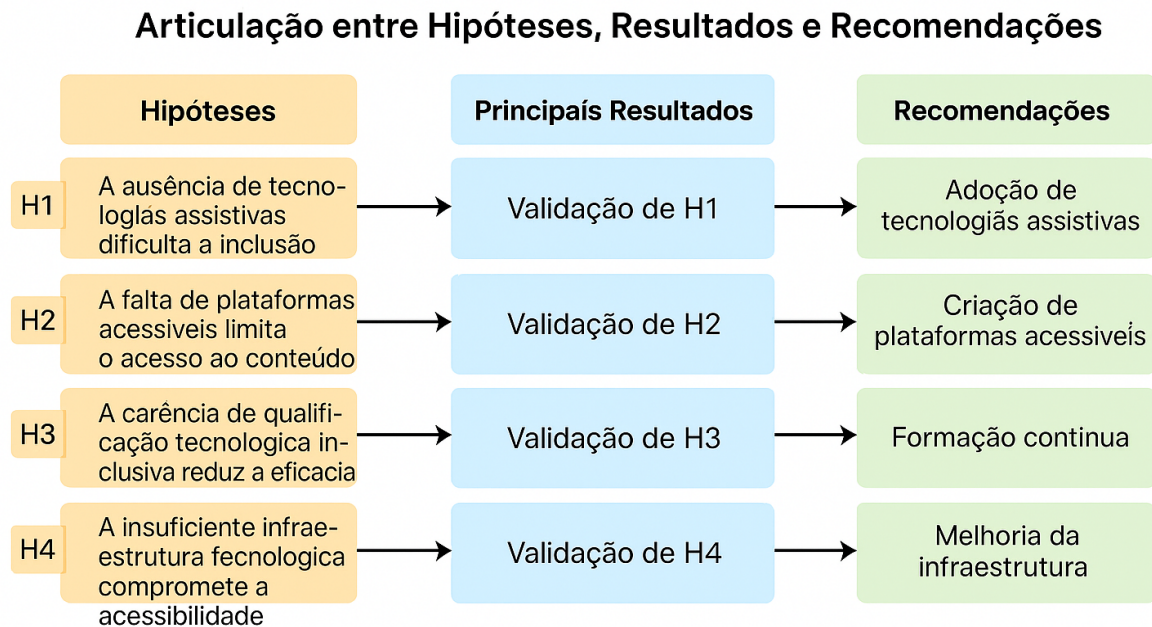 Articulação entre Hipóteses, Resultados e Recomendações
Hipóteses
Principaís Resultados
Recomendações
H1
A ausência de tecno-
loglás assistivas
dificulta a inclusão
Validação de H1
Adoção de
tecnologiãs assistivas
H2
A falta de plataformas
acessiveis limita
o acesso ao conteúdo
Validação de H2
Criação de
plataformas acessiveís
H3
A carência de qualifi-
cação tecnologica in-
clusiva reduz a eficacia
Validação de H3
Formação continua
H4
A insuficiente infrae-
estrutura fecnologica
compromete a
acessibilidade
Validação de H4
Melhoria da
infraestrutura